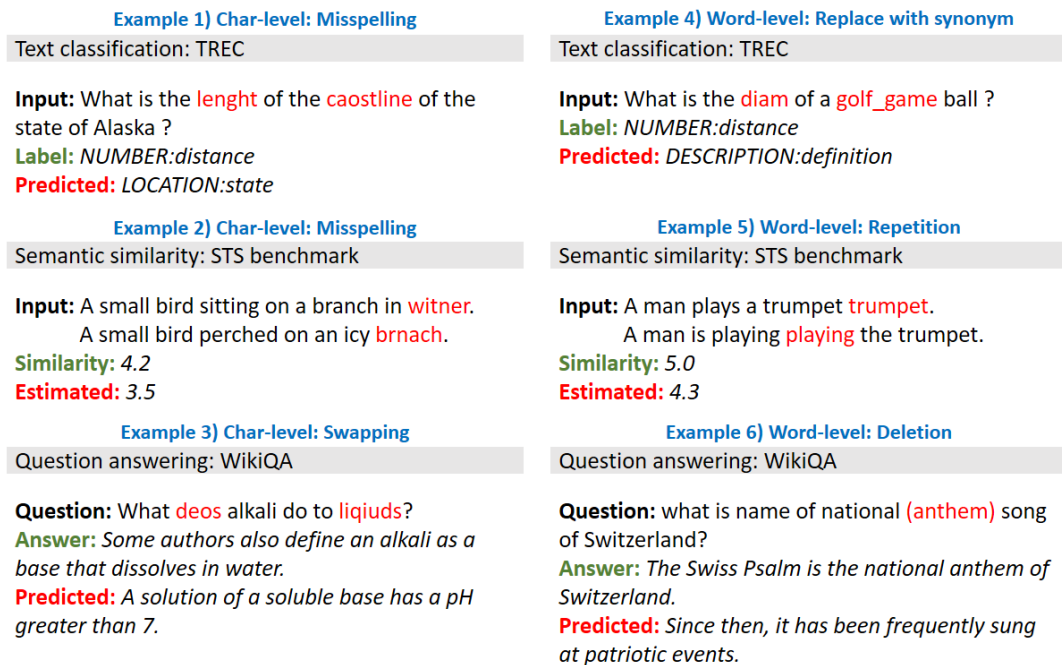 Example 1) Char-level: Misspelling
Text classification: TREC
Input: What is the lenght of the caostline of the
state of Alaska ?
Label: NUMBER:distance
Predicted: LOCATION:state
Example 2) Char-level: Misspelling
Semantic similarity: STS benchmark
Input: A small bird sitting on a branch in witner.
A small bird perched on an icy brnach.
Similarity: 4.2
Estimated: 3.5
Example 3) Char-level: Swapping
Question answering: WikiQA
Question: What deos alkali do to liqiuds?
Answer: Some authors also define an alkali as a
base that dissolves in water.
Predicted: A solution of a soluble base has a pH
greater than 7.
Example 4) Word-level: Replace with synonym
Text classification: TREC
Input: What is the diam of a golf_game ball ?
Label: NUMBER:distance
Predicted: DESCRIPTION:definition
Example 5) Word-level: Repetition
Semantic similarity: STS benchmark
Input: A man plays a trumpet trumpet.
A man is playing playing the trumpet.
Similarity: 5.0
Estimated: 4.3
Example 6) Word-level: Deletion
Question answering: WikiQA
Question: what is name of national (anthem) song
of Switzerland?
Answer: The Swiss Psalm is the national anthem of
Switzerland.
Predicted: Since then, it has been frequently sung
at patriotic events.